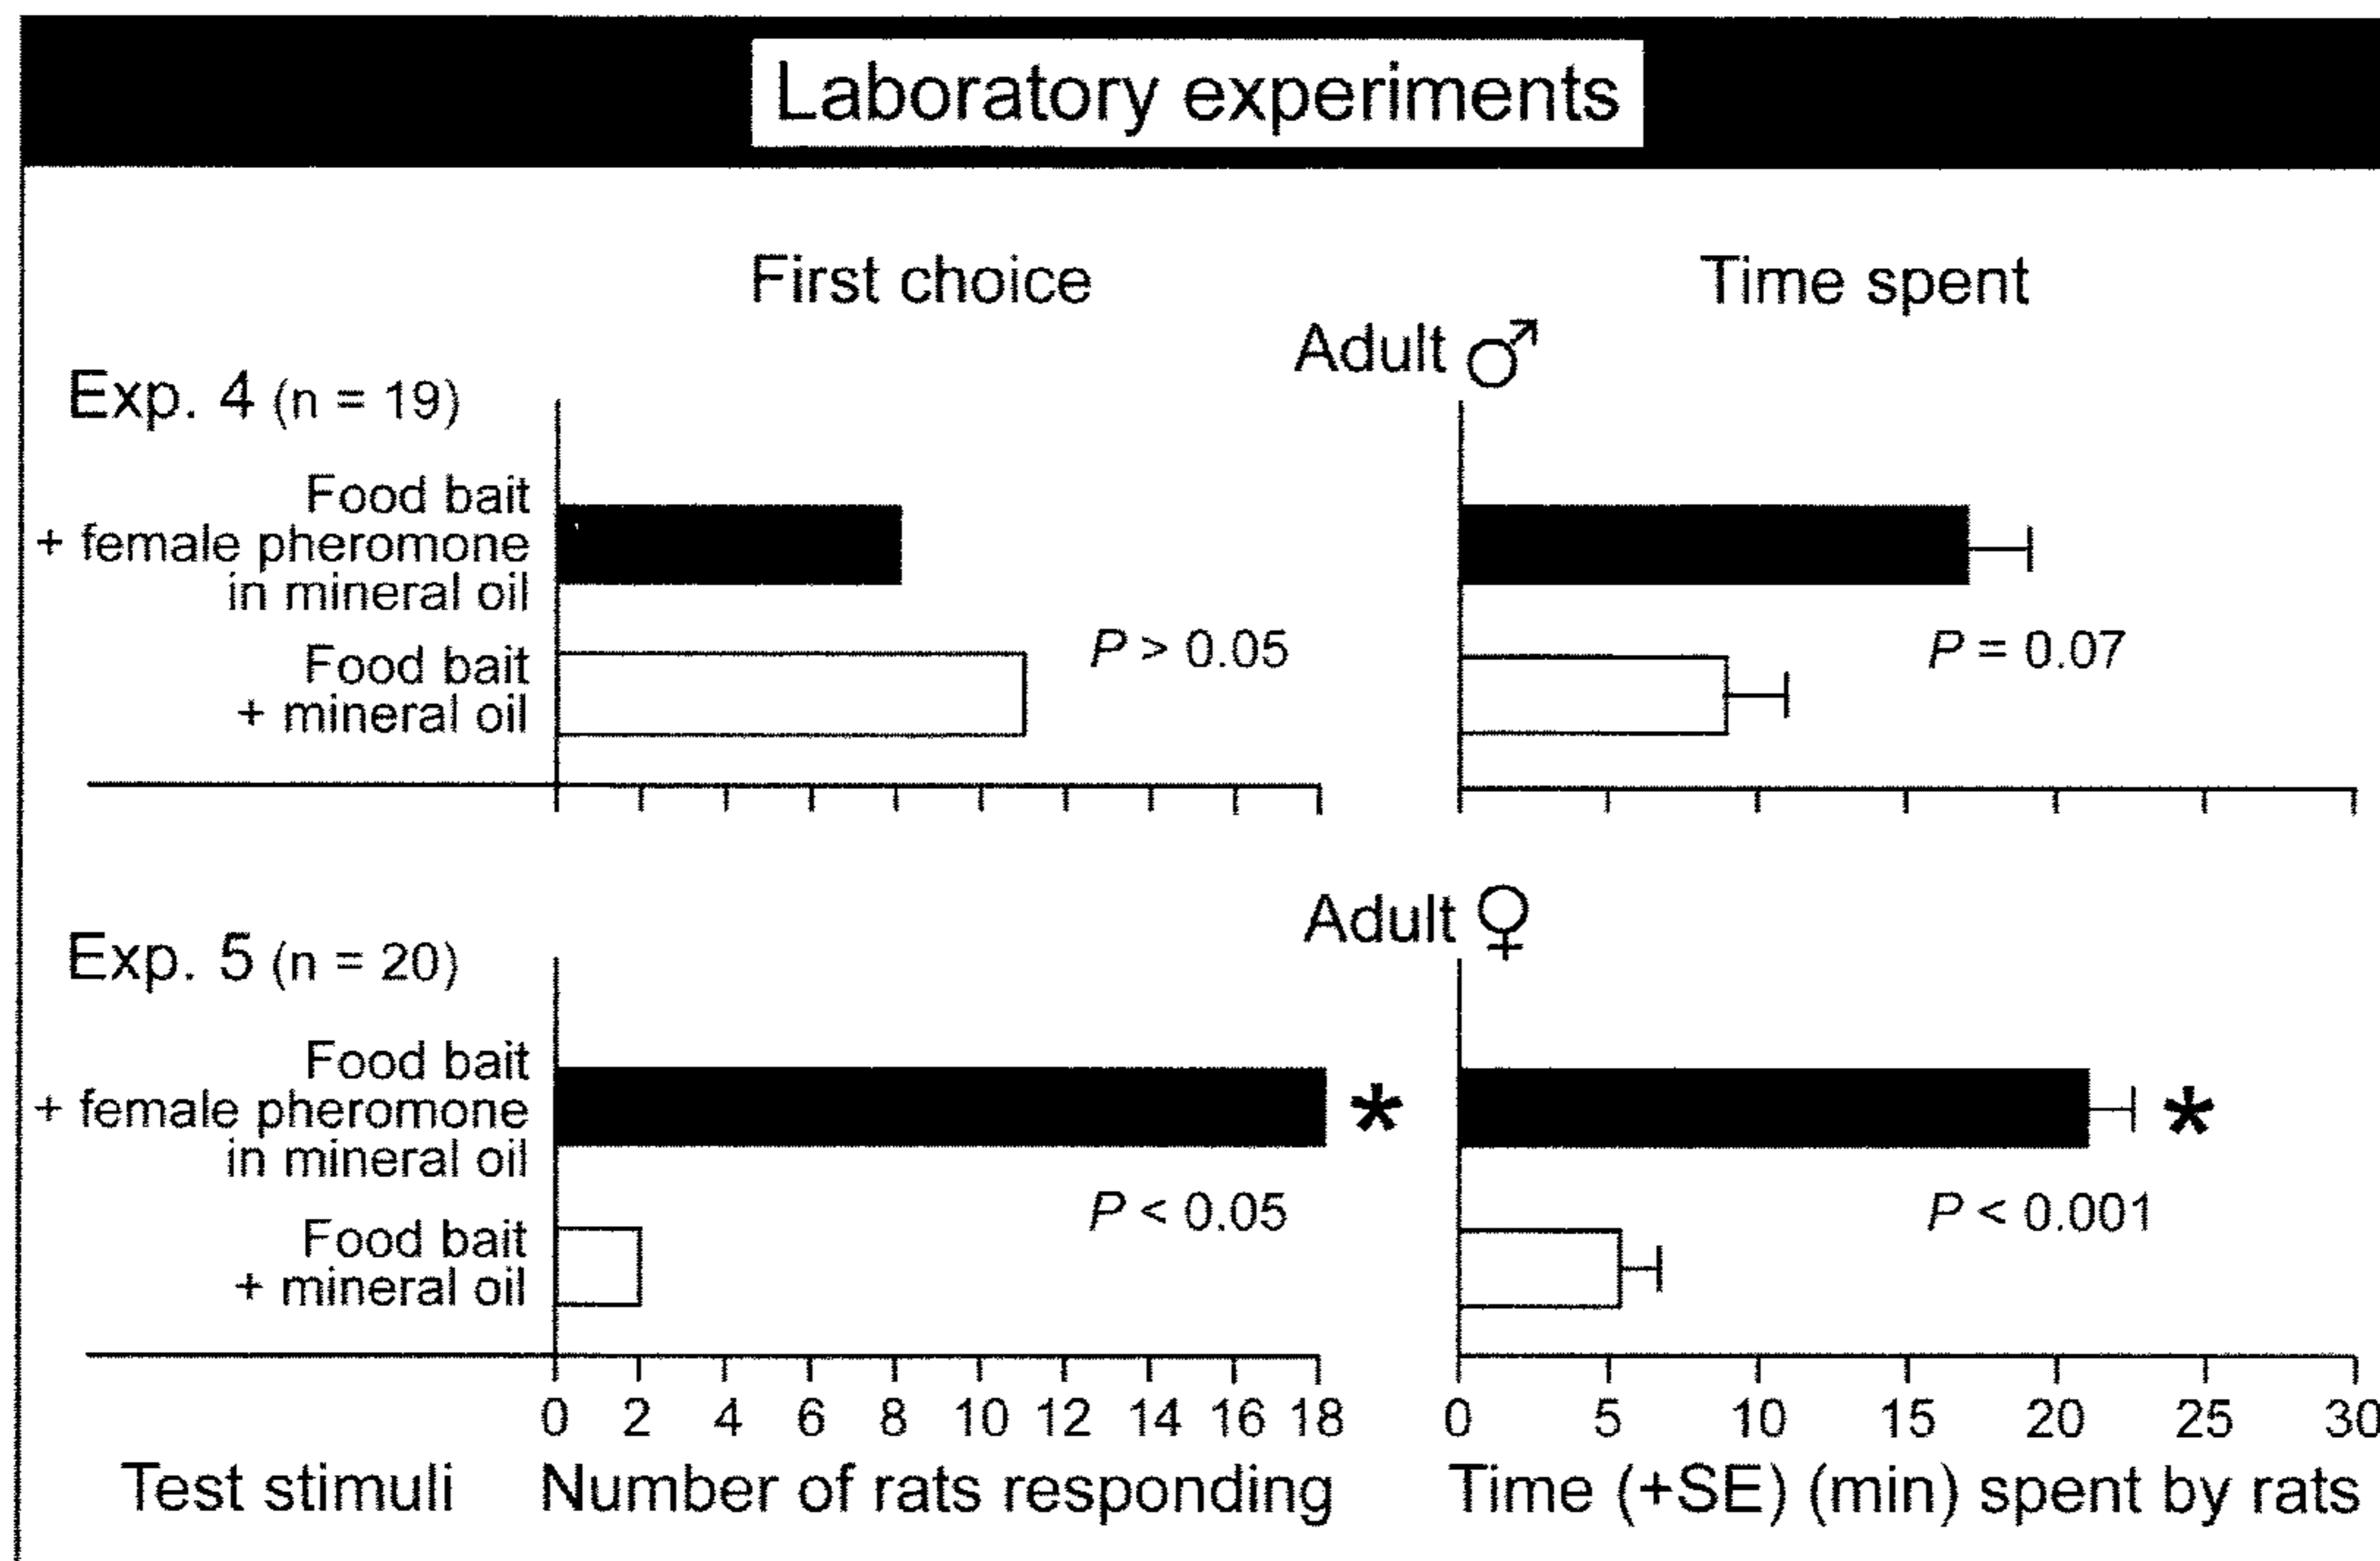 Laboratory experiments
First choice
Time spent
Adult ♂
Exp. 4 (n = 19)
Food bait
+ female pheromone
in mineral oil
Food bait
+ mineral oil
P > 0.05
P = 0.07
Adult ♀
Exp. 5 (n = 20)
Food bait
+ female pheromone
in mineral oil
*
*
Food bait
+ mineral oil
P < 0.05
P < 0.001
0 2 4 6 8 10 12 14 16 18
0 5 10 15 20 25 30
Test stimuli
Number of rats responding
Time (+SE) (min) spent by rats